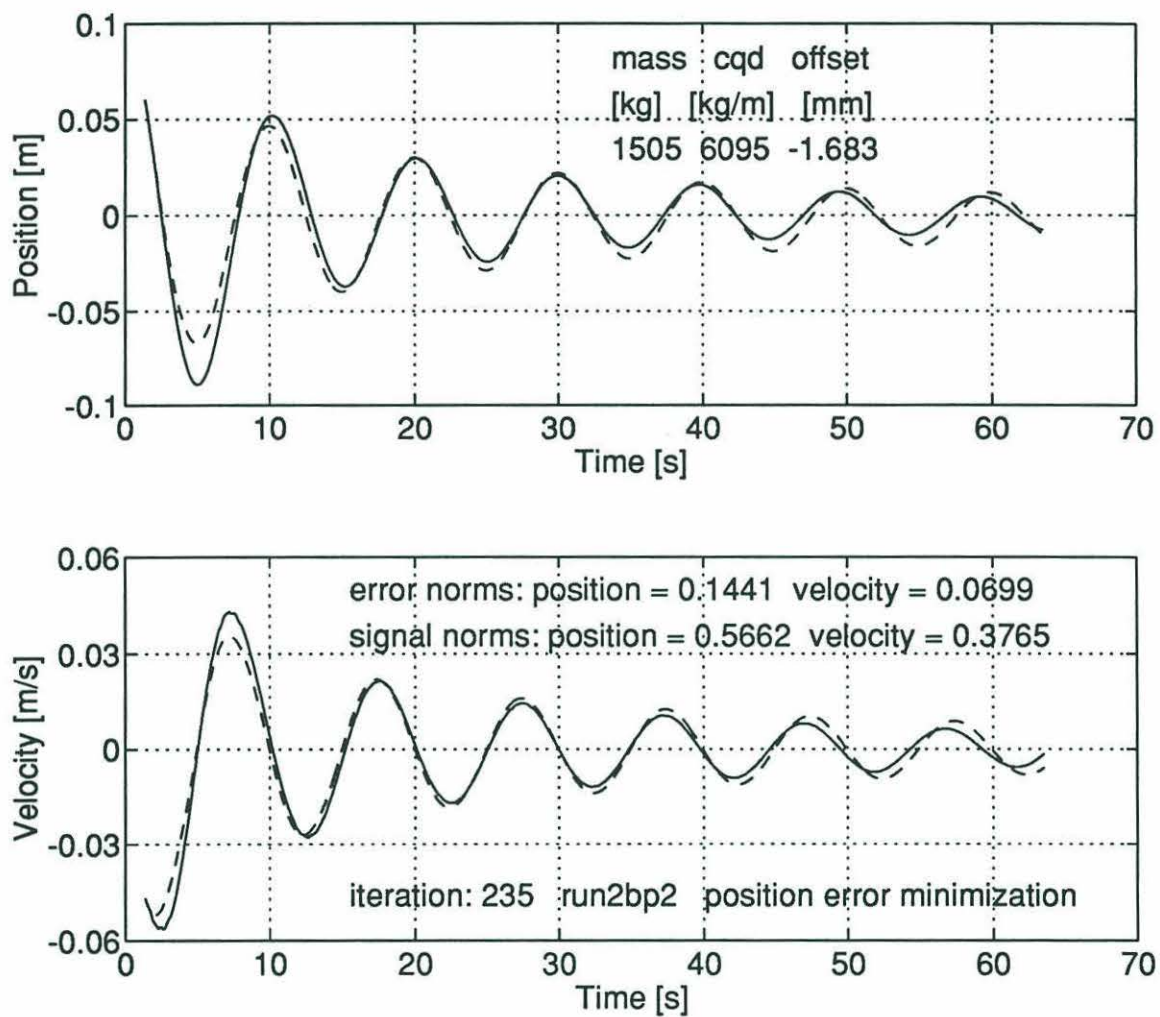 0.1
mass cqd offset
[kg] [kg/m] [mm]
1505 6095 -1.683
0.05
0
-0.05
-0.1
Position [m]
0 10 20 30 40 50 60 70
Time [s]
0.06
error norms: position = 0.1441 velocity = 0.0699
signal norms: position = 0.5662 velocity = 0.3765
0.03
0
-0.03
-0.06
Velocity [m/s]
iteration: 235 run2bp2 position error minimization
0 10 20 30 40 50 60 70
Time [s]